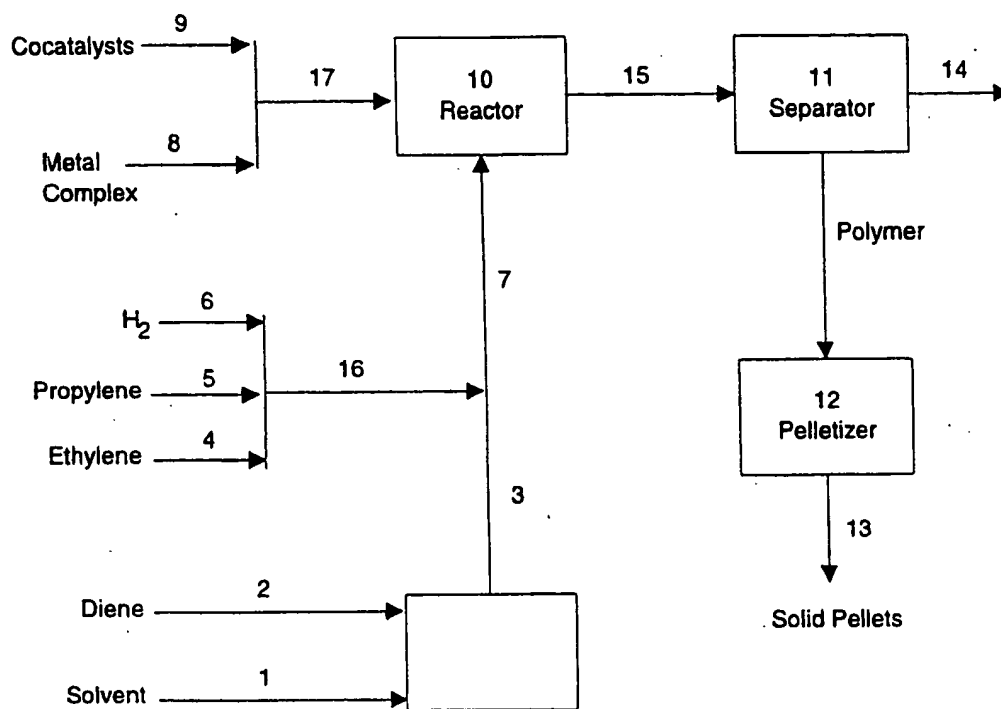 9
Cocatalysts
17
8
Metal
Complex
10
Reactor
15
11
Separator
14
Polymer
7
6
H2
16
5
Propylene
4
Ethylene
3
12
Pelletizer
13
Solid Pellets
2
Diene
1
Solvent